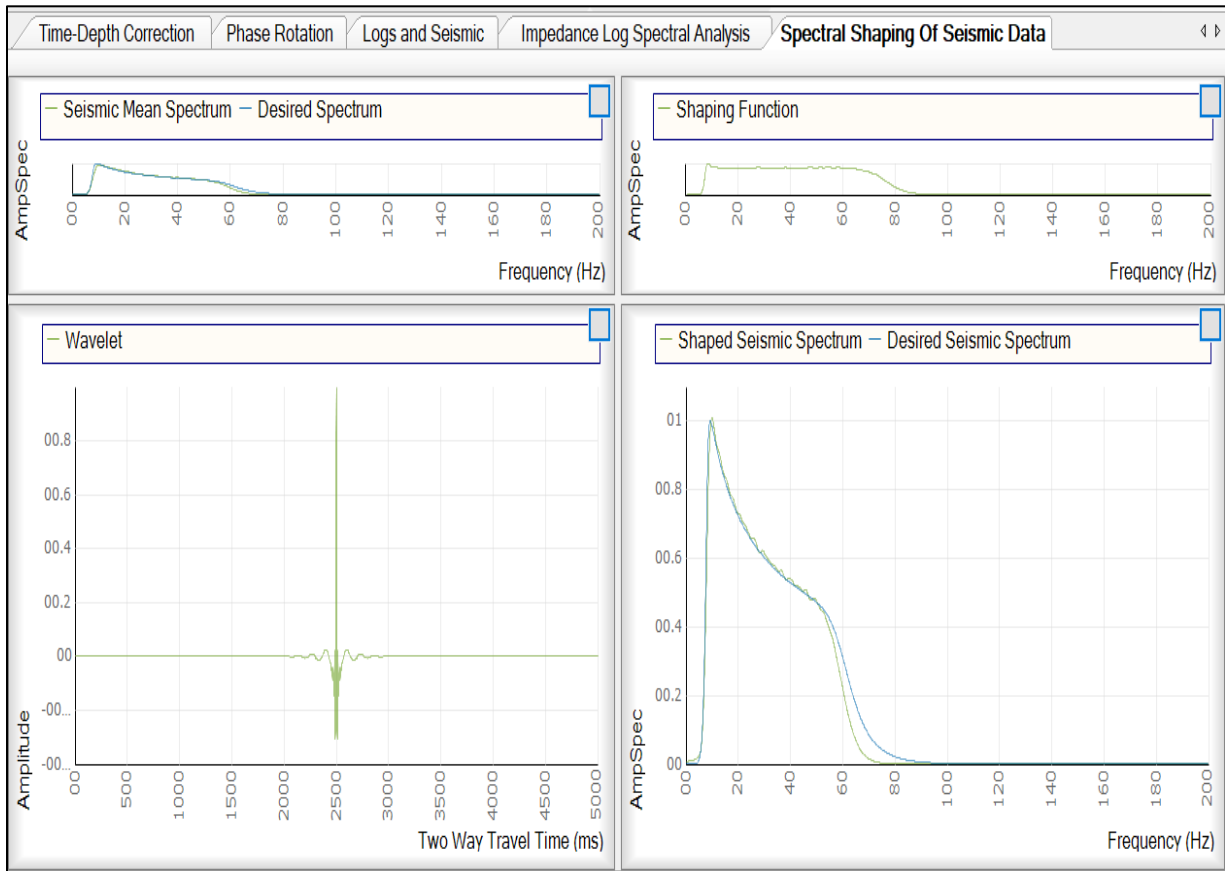 Time-Depth Correction Phase Rotation Logs and Seismic Impedance Log Spectral Analysis Spectral Shaping Of Seismic Data
Seismic Mean Spectrum Desired Spectrum
AmpSpec
00 20 40 60 80 100 120 140 160 180 200
Frequency (Hz)
Shaping Function
AmpSpec
00 20 40 60 80 100 120 140 160 180 200
Frequency (Hz)
Wavelet
00.8
00.6
00.4
00.2
00
-00...
-00...
Amplitude
00 500 1000 1500 2000 2500 3000 3500 4000 4500 5000
Two Way Travel Time (ms)
Shaped Seismic Spectrum Desired Seismic Spectrum
01
00.8
00.6
00.4
00.2
00
AmpSpec
00 20 40 60 80 100 120 140 160 180 200
Frequency (Hz)